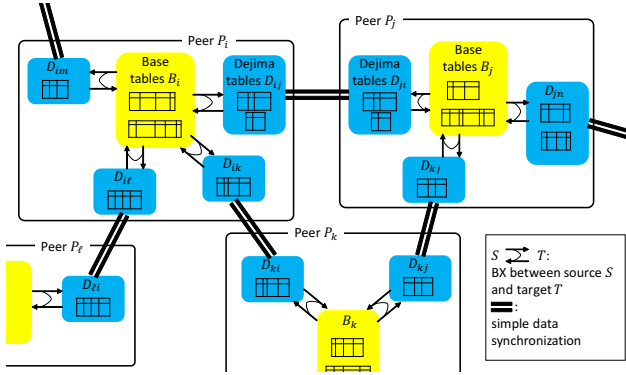 Peer P_i
D_im
Base
tables B_i
Dejima
tables D_ij
D_iℓ
D_ik
Peer P_j
Dejima
tables D_ji
Base
tables B_j
D_jn
D_kj
Peer P_ℓ
D_ℓi
Peer P_k
D_ki
D_kj
B_k
S T:
BX between source S
and target T
:
simple data
synchronization